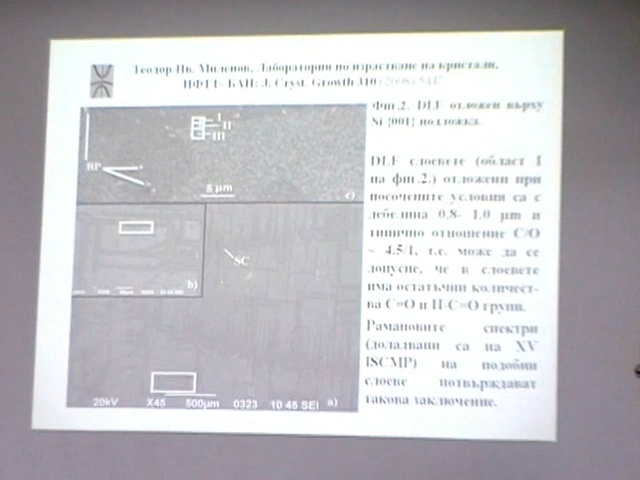 Теодор Цв. Миленов, Лаборатория по израстване на кристали,
ИФТТ- БАН: J. Cryst. Growth 310
Фиг.2. DLF отложен върху
Si {001} подложка.
I
II
III
BP
5 µm
c)
DLF слоевете (област I
на фиг.2.) отложени при
посочените условия са с
дебелина 0.8- 1.0 µm и
типично отношение C/O
~ 4.5/1, т.е. може да се
допусне, че в слоевете
има остатъчни количест-
ва C=O и H-C=O групи.
Рамановите спектри
(докладвани са на XV
ISCMP) на подобни
слоеве потвърждават
такова заключение.
SC
b)
20kV X45 500µm 0323 10 45 SEI a)